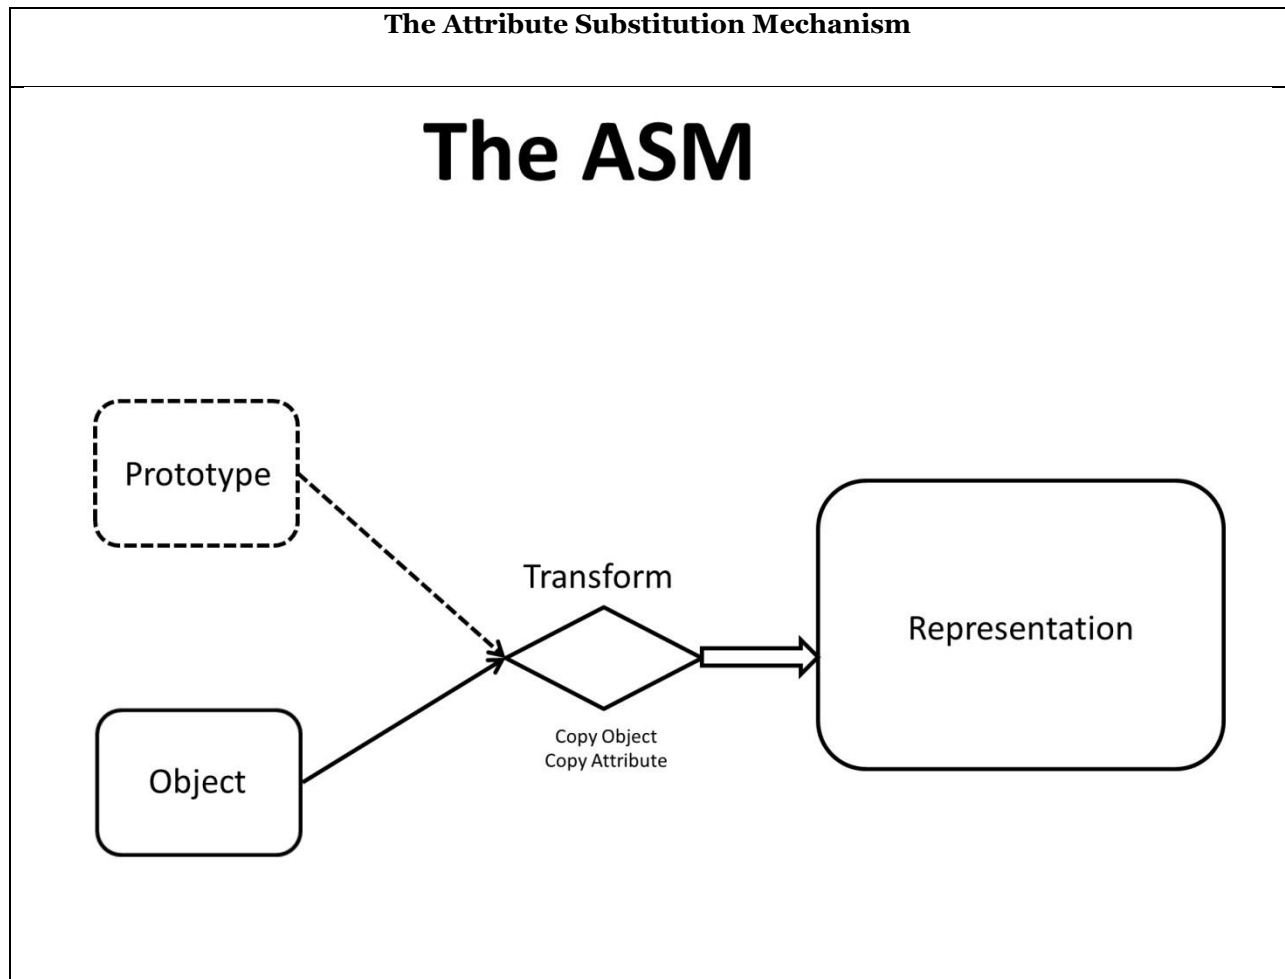 The Attribute Substitution Mechanism
The ASM
Prototype
Transform
Representation
Copy Object
Copy Attribute
Object